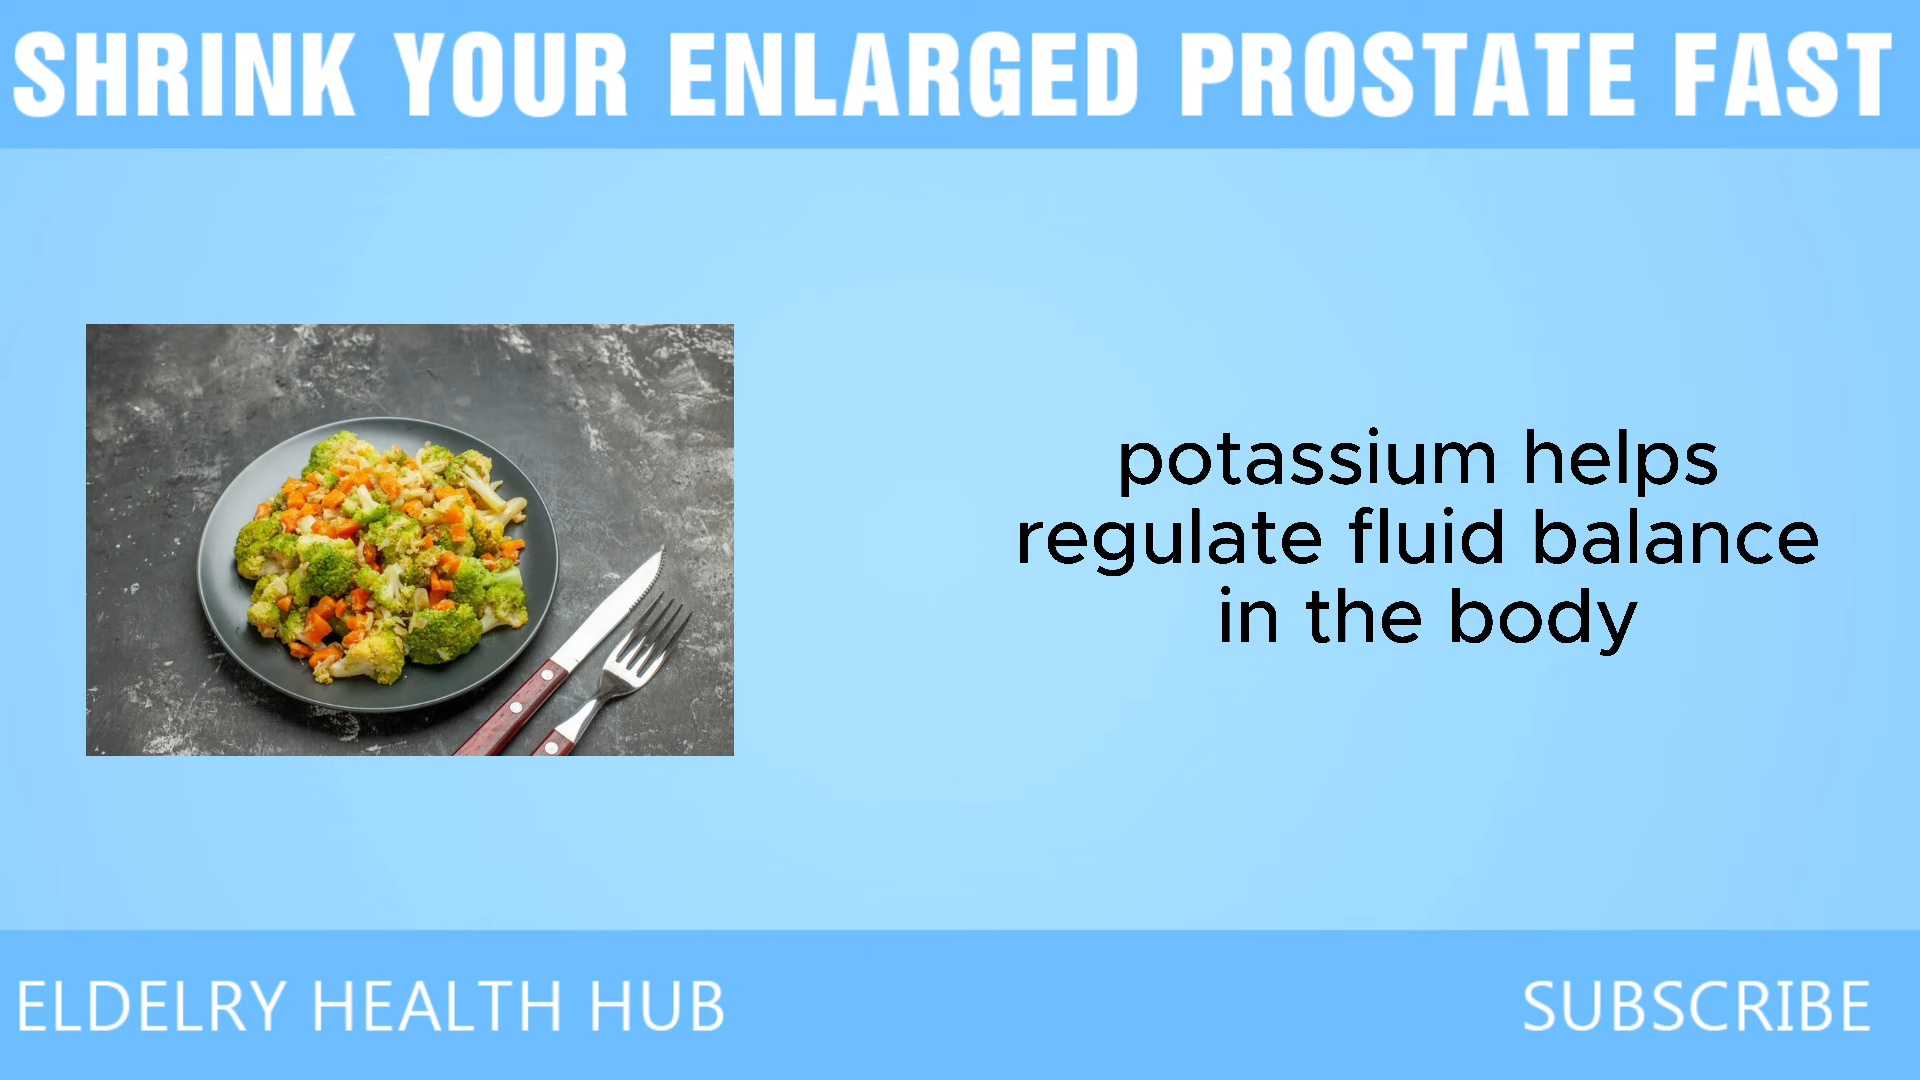 SHRINK YOUR ENLARGED PROSTATE FAST
potassium helps
regulate fluid balance
in the body
ELDELRY HEALTH HUB
SUBSCRIBE